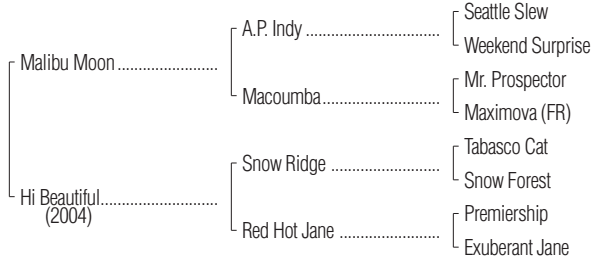 Seattle Slew
A.P. Indy
Weekend Surprise
Malibu Moon
Mr. Prospector
Macoumba
Maximova (FR)
Tabasco Cat
Snow Ridge
Snow Forest
Hi Beautiful
(2004)
Premiership
Red Hot Jane
Exuberant Jane